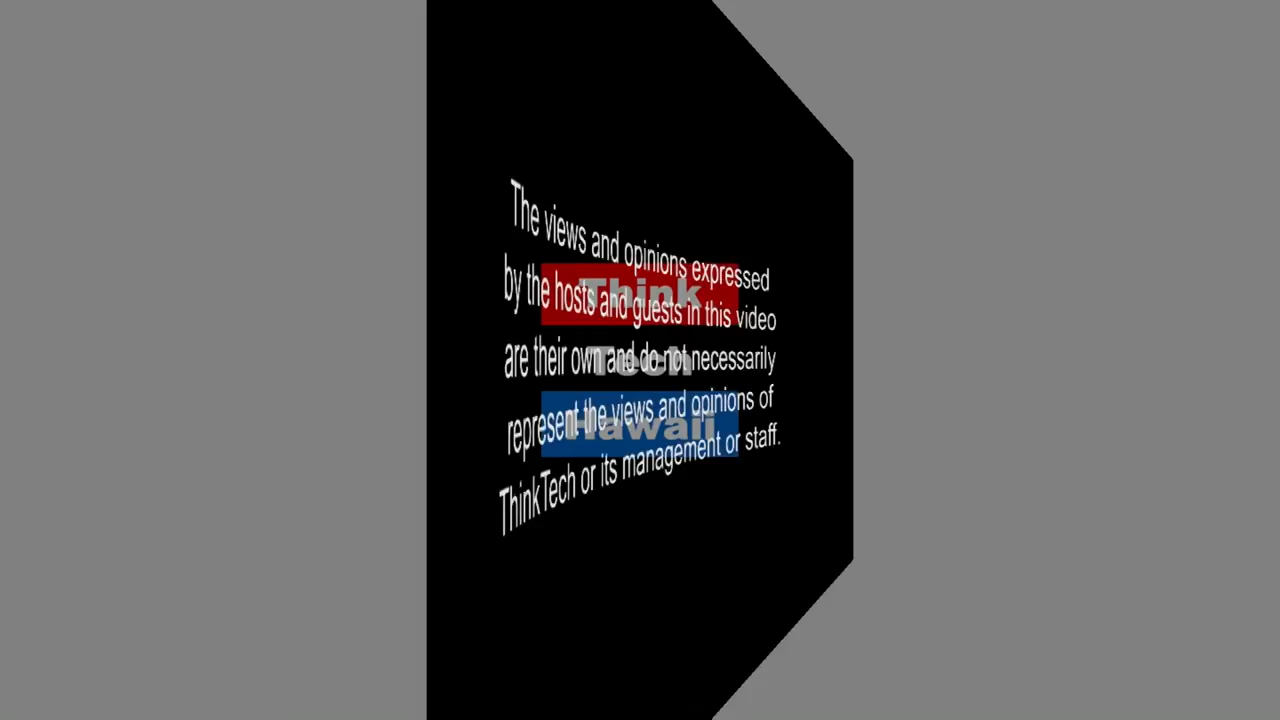 The views and opinions expressed
by the hosts and guests in this video
are their own and do not necessarily
represent the views and opinions of
ThinkTech or its management or staff.
Think
Tech
Hawaii